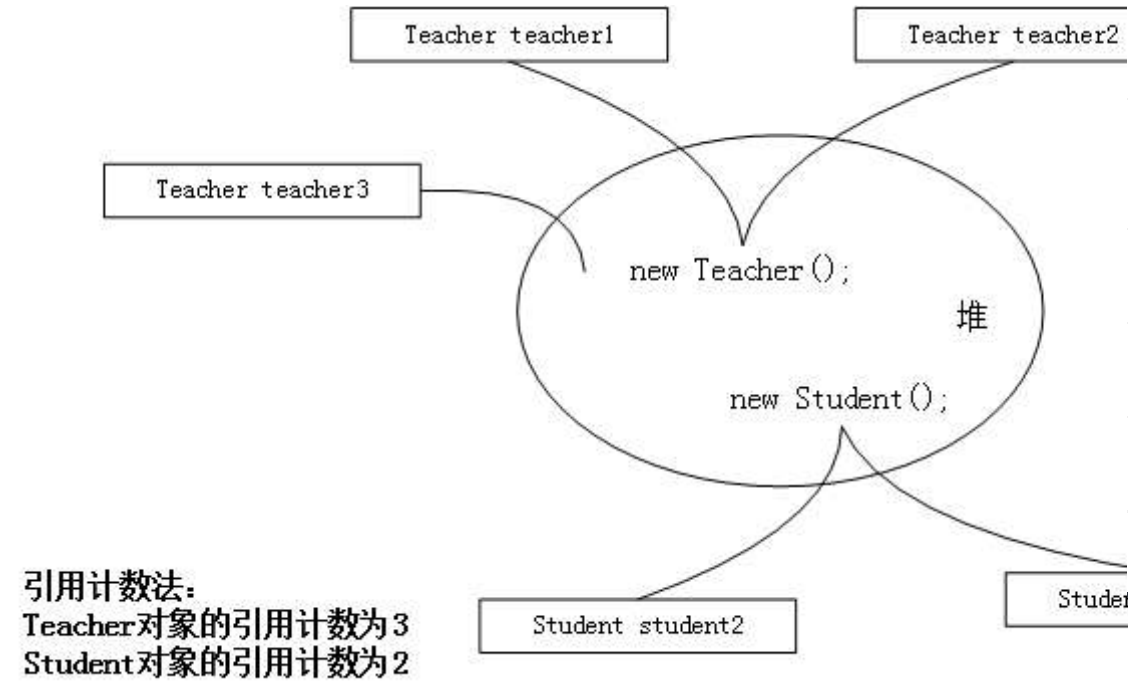 Teacher teacher1
Teacher teacher2
Teacher teacher3
new Teacher();
堆
new Student();
引用计数法:
Teacher对象的引用计数为3
Student对象的引用计数为2
Student student2